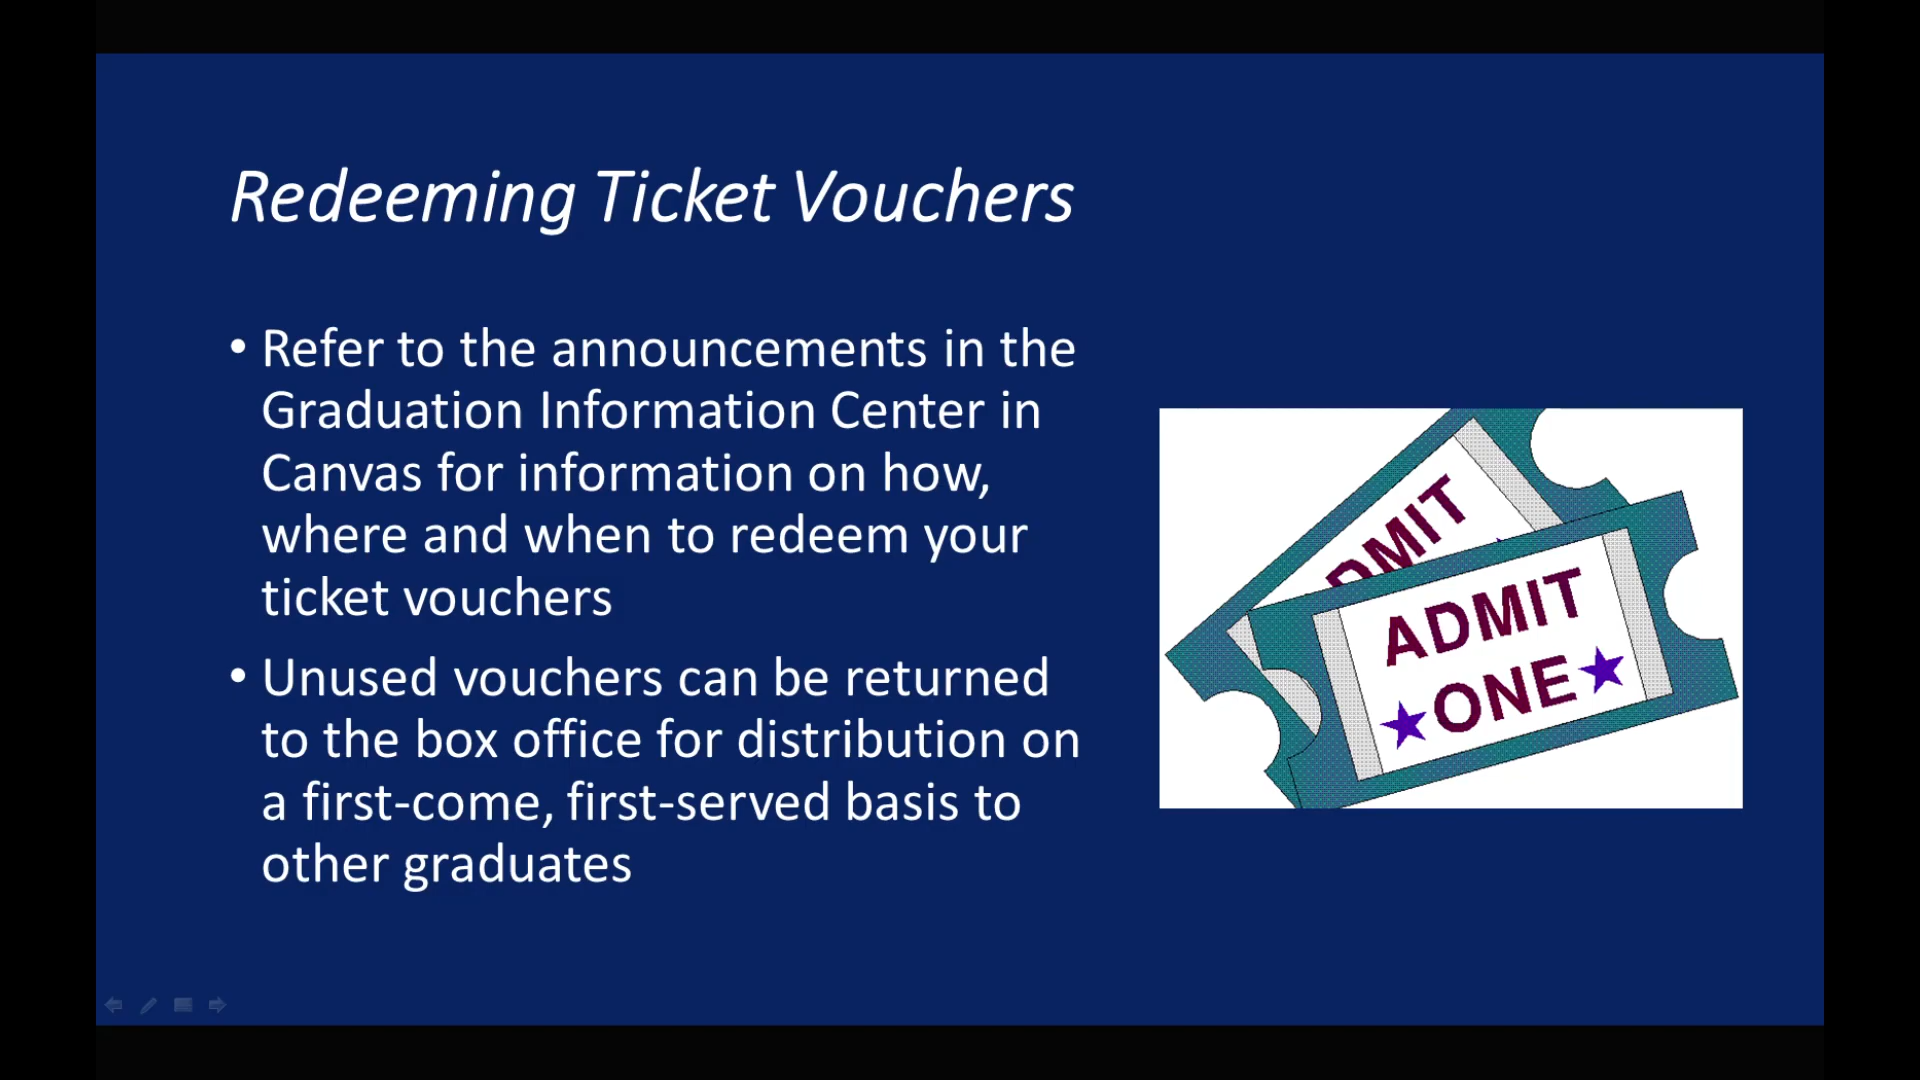 Redeeming Ticket Vouchers
• Refer to the announcements in the
Graduation Information Center in
Canvas for information on how,
where and when to redeem your
ticket vouchers
• Unused vouchers can be returned
to the box office for distribution on
a first-come, first-served basis to
other graduates
DMIT
ADMIT
★ONE★